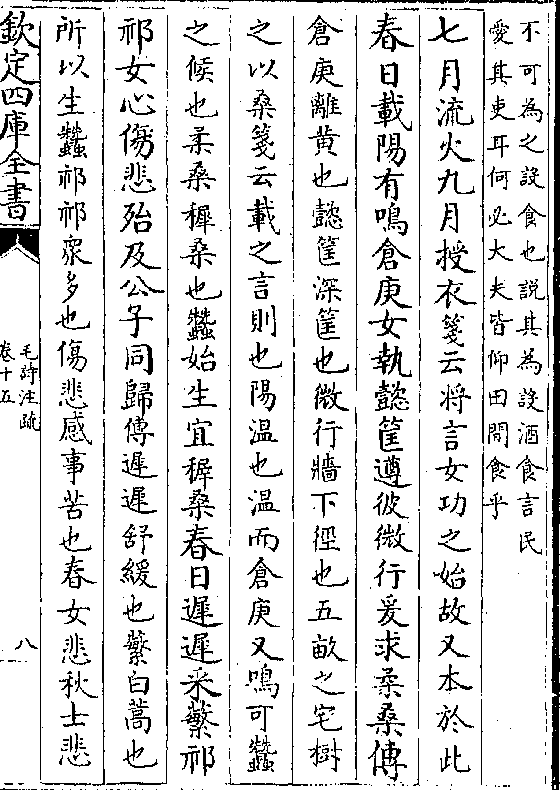 不可為之設食也説其為設酒食言民
愛其吏耳何必大夫皆仰田間食乎
七月流火九月授衣箋云将言女功之始故又本於此
春日載陽有鳴倉庚女執懿筐遵彼微行爰求柔桑傳
倉庚離黄也懿筐深筐也微行牆下徑也五畝之宅樹
之以桑箋云載之言則也陽温也温而倉庚又鳴可蠶
之候也柔桑穉桑也蠶始生宜穉桑春日遲遲采蘩祁
祁女心傷悲殆及公子同歸傳遲遲舒緩也蘩白蒿也
所以生蠶祁祁衆多也傷悲感事苦也春女悲秋士悲
欽定四庫全書
毛詩注疏
卷十五
八